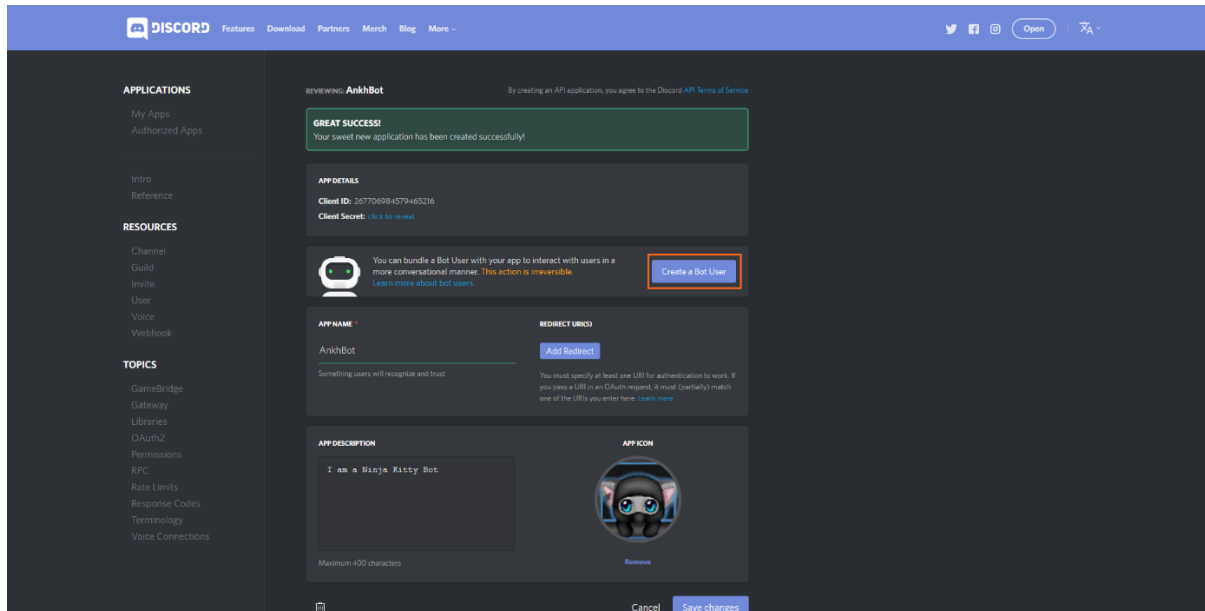 DISCORD Features Download Partners Merch Blog More Open
APPLICATIONS
My Apps
Authorized Apps
Intro
Reference
RESOURCES
Channel
Guild
Invite
User
Voice
Webhook
TOPICS
GameBridge
Gateway
Libraries
OAuth2
Permissions
RPC
Rate Limits
Response Codes
Terminology
Voice Connections
REVIEWING: AnkhBot
By creating an API application, you agree to the Discord API Terms of Service
GREAT SUCCESS!
Your sweet new application has been created successfully!
APP DETAILS
Client ID: 267706984579465216
Client Secret: click to reveal
You can bundle a Bot User with your app to interact with users in a
more conversational manner. This action is irreversible.
Learn more about bot users
Create a Bot User
APP NAME *
AnkhBot
Something users will recognize and trust
REDIRECT URI(S)
Add Redirect
You must specify at least one URI for authentication to work. If
you pass a URI in an OAuth request, it must (partially) match
one of the URIs you enter here. Learn more
APP DESCRIPTION
I am a Ninja Kitty Bot
Maximum 400 characters
APP ICON
Remove
Cancel
Save changes